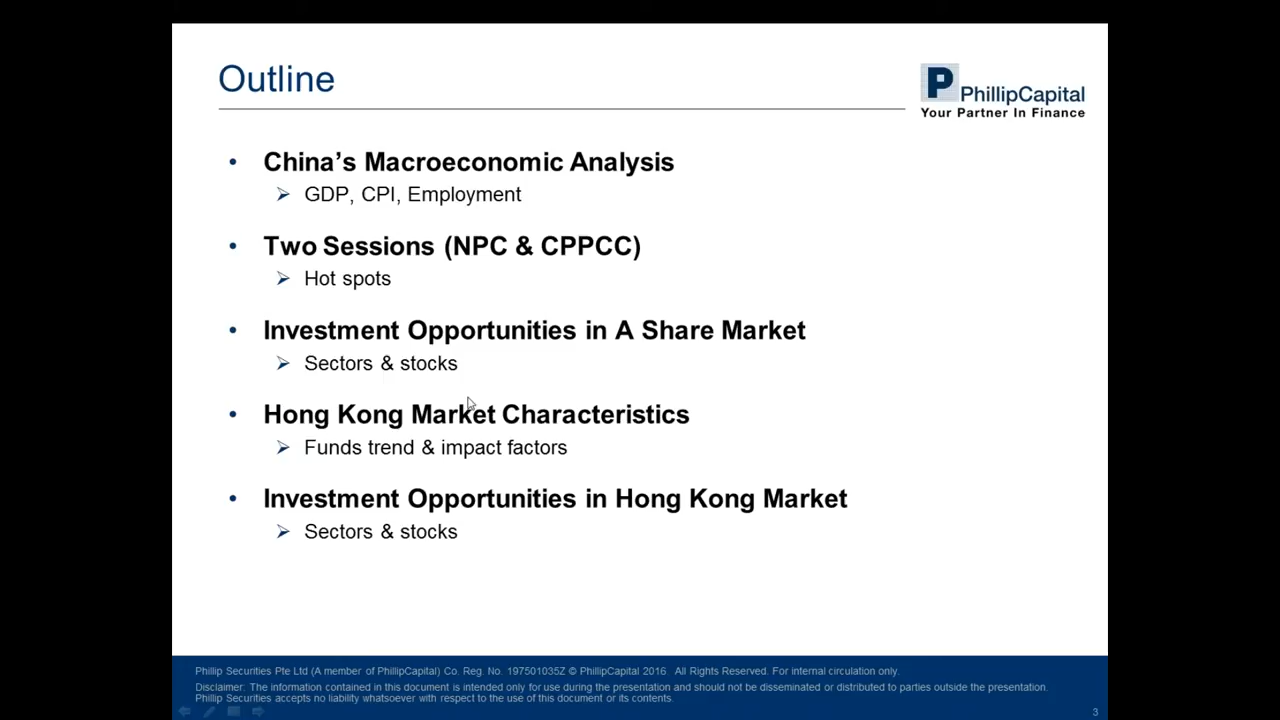 Outline
P
PhillipCapital
Your Partner In Finance
• China’s Macroeconomic Analysis
➢ GDP, CPI, Employment
• Two Sessions (NPC & CPPCC)
➢ Hot spots
• Investment Opportunities in A Share Market
➢ Sectors & stocks
• Hong Kong Market Characteristics
➢ Funds trend & impact factors
• Investment Opportunities in Hong Kong Market
➢ Sectors & stocks
Phillip Securities Pte Ltd (A member of PhillipCapital) Co. Reg. No. 197501035Z © PhillipCapital 2016. All Rights Reserved. For internal circulation only.
Disclaimer: The information contained in this document is intended only for use during the presentation and should not be disseminated or distributed to parties outside the presentation.
Phillip Securities accepts no liability whatsoever with respect to the use of this document or its contents.
3